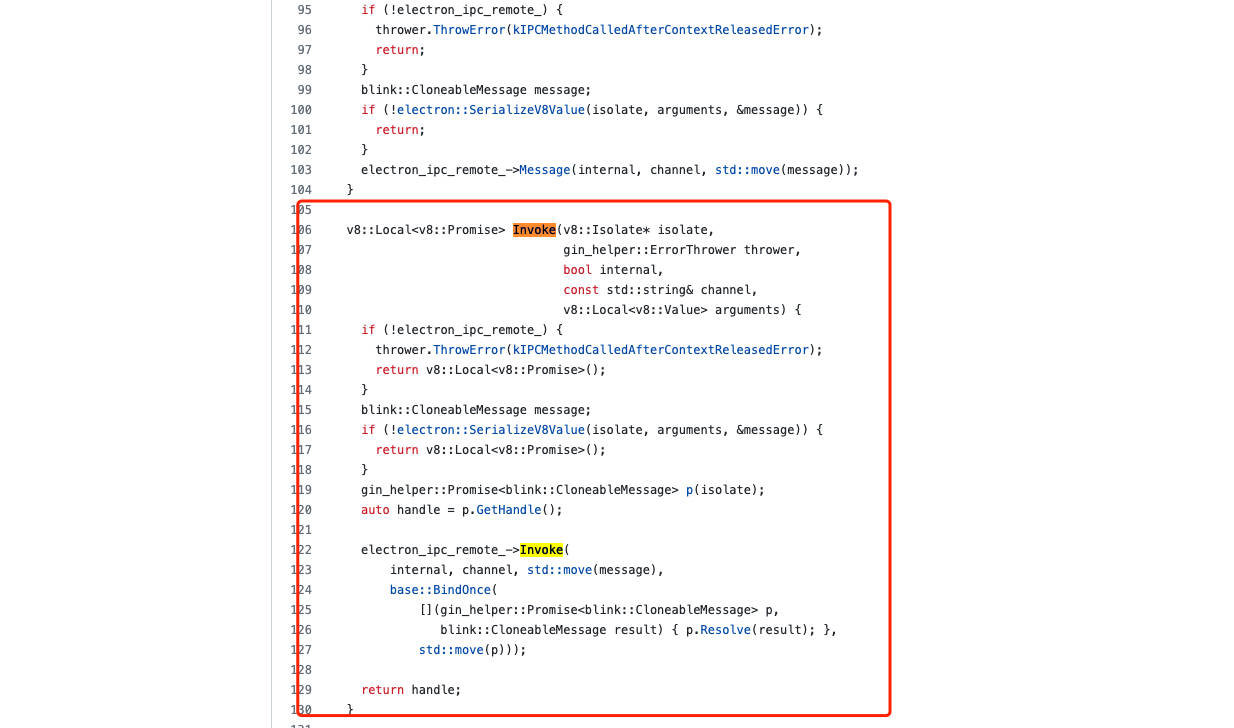 95 if (!electron_ipc_remote_) {
96 thrower.ThrowError(kIPCMethodCalledAfterContextReleasedError);
97 return;
98 }
99 blink::CloneableMessage message;
100 if (!electron::SerializeV8Value(isolate, arguments, &message)) {
101 return;
102 }
103 electron_ipc_remote_->Message(internal, channel, std::move(message));
104 }
105
106 v8::Local<v8::Promise> Invoke(v8::Isolate* isolate,
107 gin_helper::ErrorThrower thrower,
108 bool internal,
109 const std::string& channel,
110 v8::Local<v8::Value> arguments) {
111 if (!electron_ipc_remote_) {
112 thrower.ThrowError(kIPCMethodCalledAfterContextReleasedError);
113 return v8::Local<v8::Promise>();
114 }
115 blink::CloneableMessage message;
116 if (!electron::SerializeV8Value(isolate, arguments, &message)) {
117 return v8::Local<v8::Promise>();
118 }
119 gin_helper::Promise<blink::CloneableMessage> p(isolate);
120 auto handle = p.GetHandle();
121
122 electron_ipc_remote_->Invoke(
123 internal, channel, std::move(message),
124 base::BindOnce(
125 [](gin_helper::Promise<blink::CloneableMessage> p,
126 blink::CloneableMessage result) { p.Resolve(result); },
127 std::move(p)));
128
129 return handle;
130 }